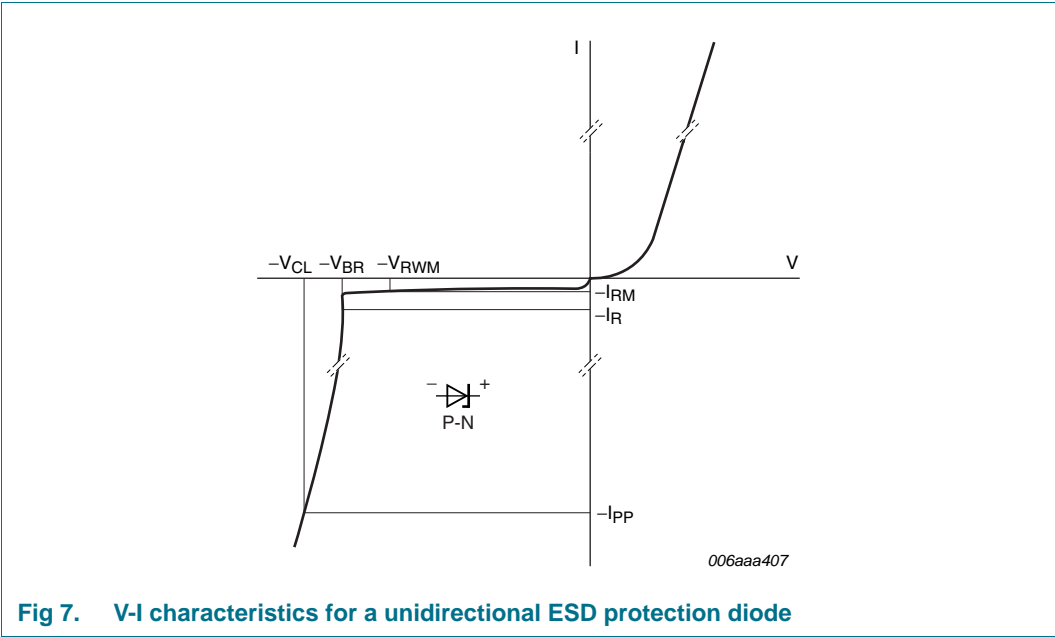 I
−VCL −VBR −VRWM V
−IRM
−IR
− +
P-N
−IPP
006aaa407
Fig 7. V-I characteristics for a unidirectional ESD protection diode